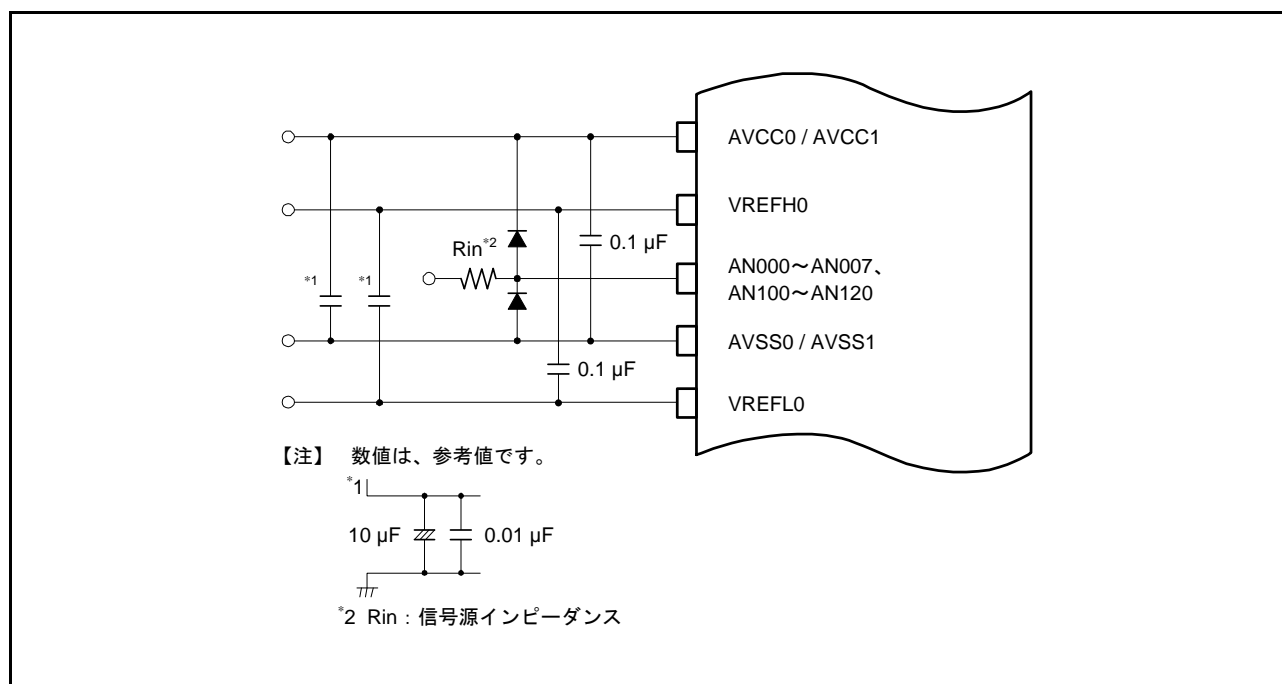 AVCC0 / AVCC1
VREFH0
Rin*2
0.1 µF
AN000～AN007、
AN100～AN120
*1
*1
AVSS0 / AVSS1
0.1 µF
VREFL0
【注】 数値は、参考値です。
*1
10 µF
0.01 µF
*2 Rin：信号源インピーダンス